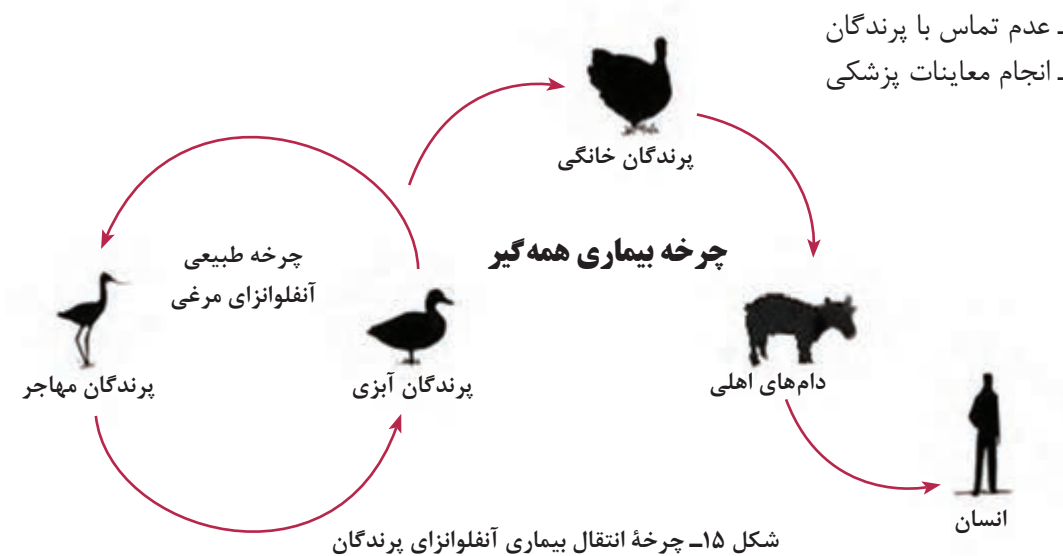 ـ عدم تماس با پرندگان
ـ انجام معاینات پزشکی
پرندگان خانگی
چرخه بیماری همه‌گیر
چرخه طبیعی
آنفلوانزای مرغی
پرندگان مهاجر
پرندگان آبزی
دام‌های اهلی
انسان
شکل ۱۵ـ چرخهٔ انتقال بیماری آنفلوانزای پرندگان